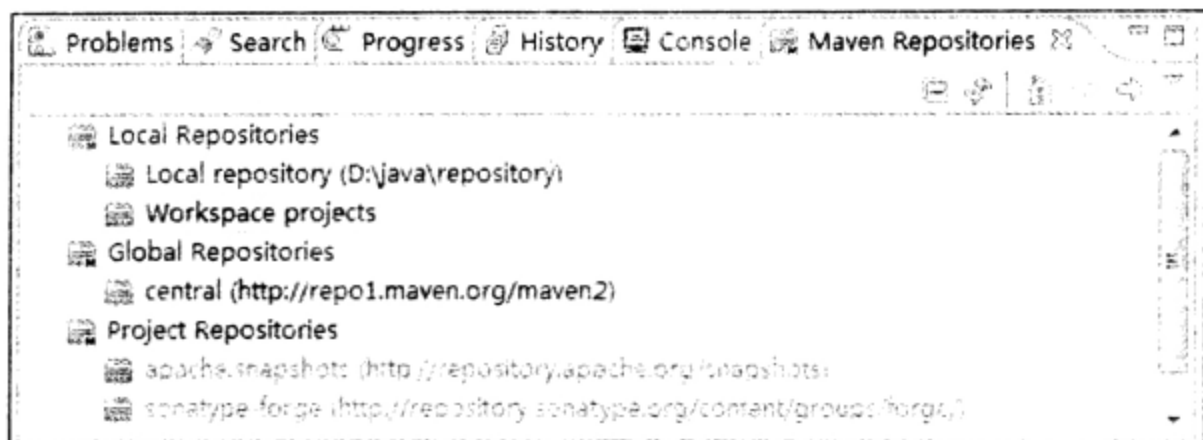 Problems Search Progress History Console Maven Repositories
Local Repositories
Local repository (D:\java\repository)
Workspace projects
Global Repositories
central (http://repo1.maven.org/maven2)
Project Repositories
apache.snapshots (http://repository.apache.org/snapshots)
sonatype-forge (http://repository.sonatype.org/content/groups/forge/)